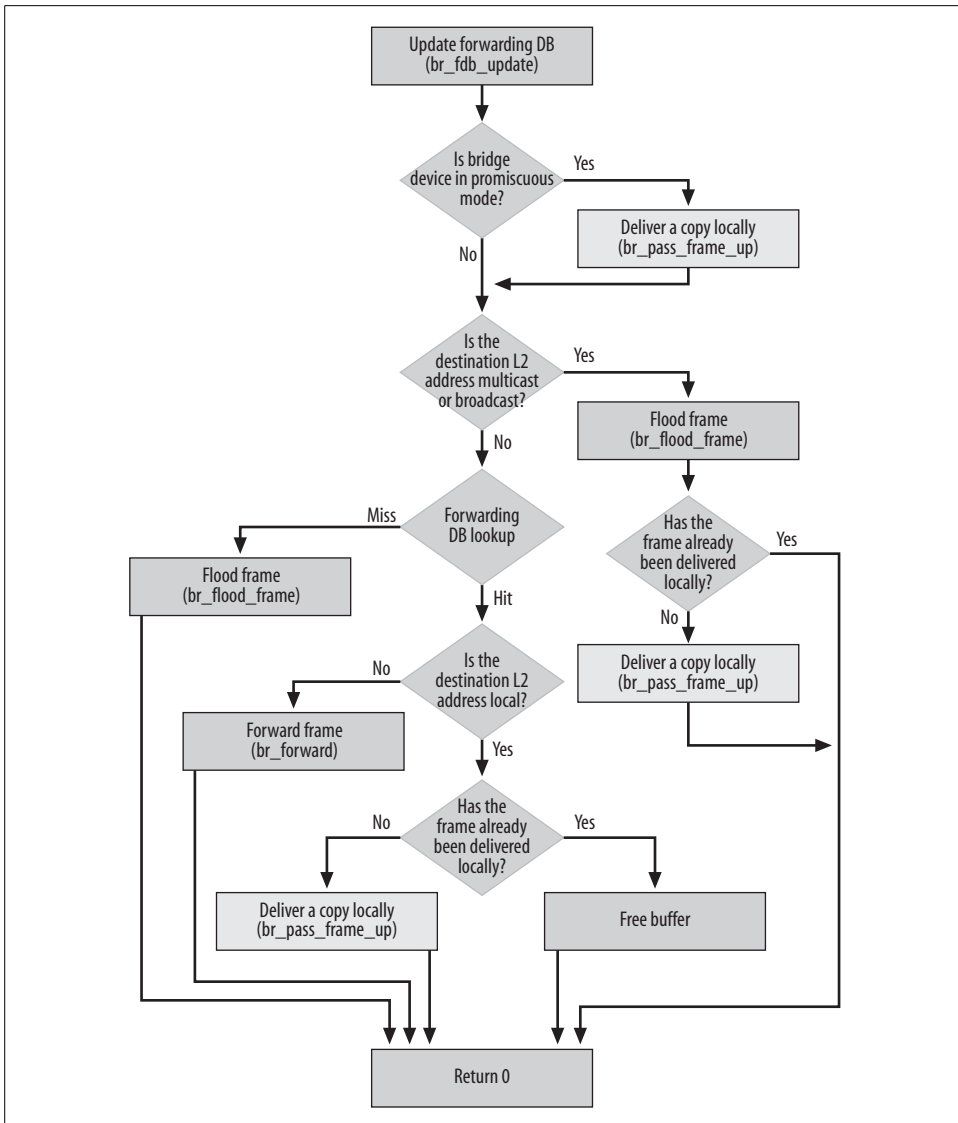 Update forwarding DB
(br_fdb_update)
Is bridge
device in promiscuous
mode?
Yes
Deliver a copy locally
(br_pass_frame_up)
No
Is the
destination L2
address multicast
or broadcast?
Yes
Flood frame
(br_flood_frame)
No
Forwarding
DB lookup
Miss
Flood frame
(br_flood_frame)
Has the
frame already
been delivered
locally?
Yes
Hit
No
Deliver a copy locally
(br_pass_frame_up)
Is the
destination L2
address local?
No
Forward frame
(br_forward)
Yes
Has the
frame already
been delivered
locally?
No
Yes
Deliver a copy locally
(br_pass_frame_up)
Free buffer
Return 0